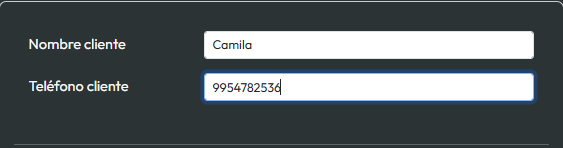 Nombre cliente
Camila
Teléfono cliente
9954782536